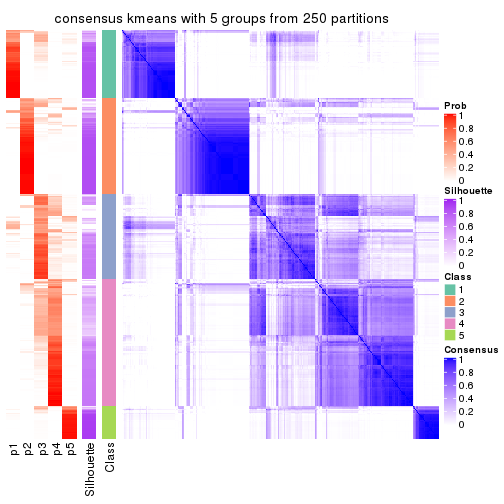 consensus kmeans with 5 groups from 250 partitions
Prob
1
0.8
0.6
0.4
0.2
0
Silhouette
1
0.8
0.6
0.4
0.2
0
Class
1
2
3
4
5
Consensus
1
0.8
0.6
0.4
0.2
0
p1
p2
p3
p4
p5
Silhouette
Class